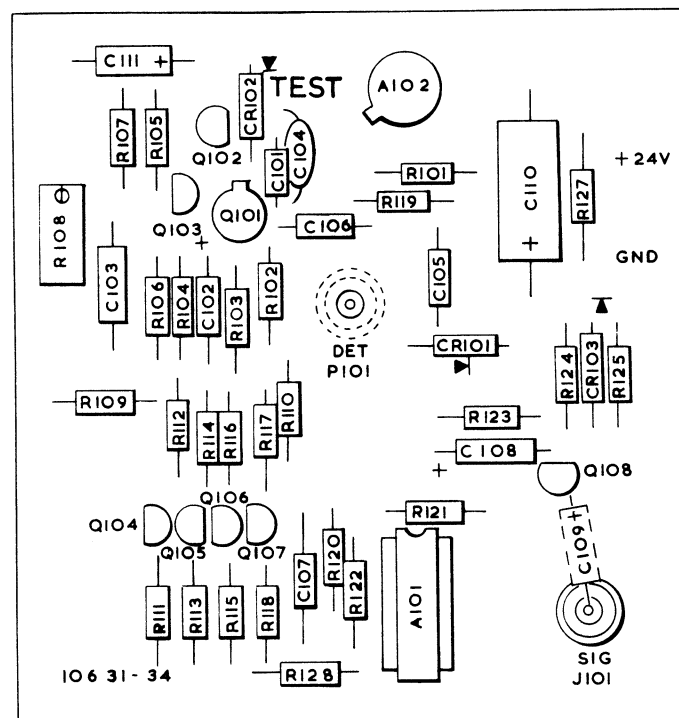 C111 +
CR102
TEST
A102
R107
R105
Q102
C101
C104
R101
C110
+
+24V
R127
R119
R108
Q103
Q101
C106
+
GND
C103
R106
R104
C102
R103
R102
C105
DET
P101
CR101
R124
CR103
R125
R109
R112
R114
R116
R117
R110
R123
C108
+
Q108
Q106
Q104
Q105
Q107
R121
C109+
R111
R113
R115
R118
C107
R120
R122
A101
SIG
J101
10631-34
R128